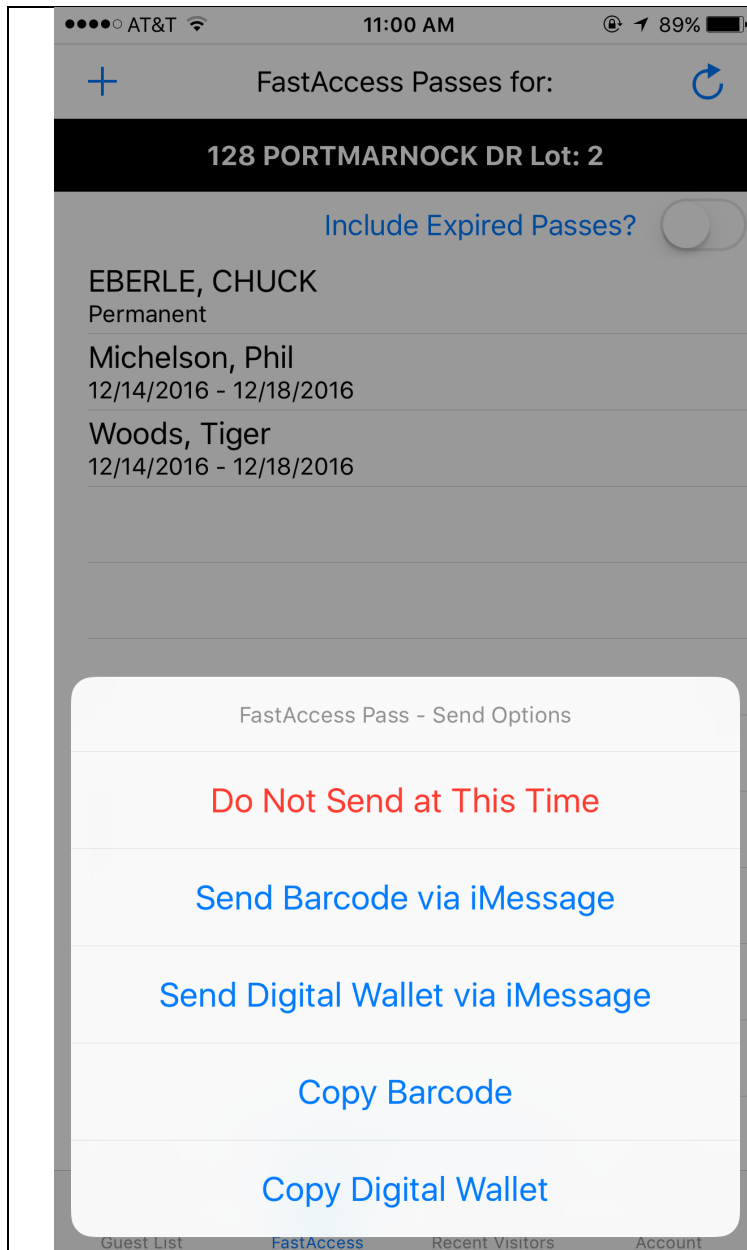 AT&T 11:00 AM 89%
+ FastAccess Passes for:
128 PORTMARNOCK DR Lot: 2
Include Expired Passes?
EBERLE, CHUCK
Permanent
Michelson, Phil
12/14/2016 - 12/18/2016
Woods, Tiger
12/14/2016 - 12/18/2016
FastAccess Pass - Send Options
Do Not Send at This Time
Send Barcode via iMessage
Send Digital Wallet via iMessage
Copy Barcode
Copy Digital Wallet
Guest List FastAccess Recent Visitors Account